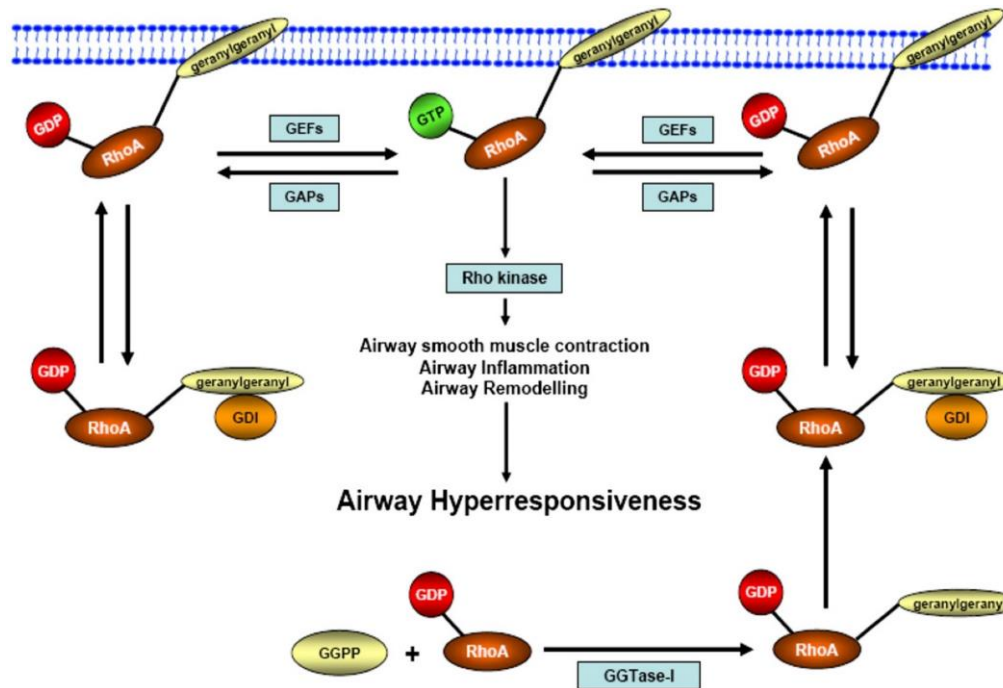 geranylgeranyl
geranylgeranyl
geranylgeranyl
GDP
GTP
GDP
RhoA
RhoA
RhoA
GEFs
GEFs
GAPs
GAPs
Rho kinase
Airway smooth muscle contraction
Airway Inflammation
Airway Remodelling
GDP
geranylgeranyl
RhoA
GDI
GDP
geranylgeranyl
RhoA
GDI
Airway Hyperresponsiveness
GDP
GDP
geranylgeranyl
GGPP + RhoA
RhoA
GGTase-I